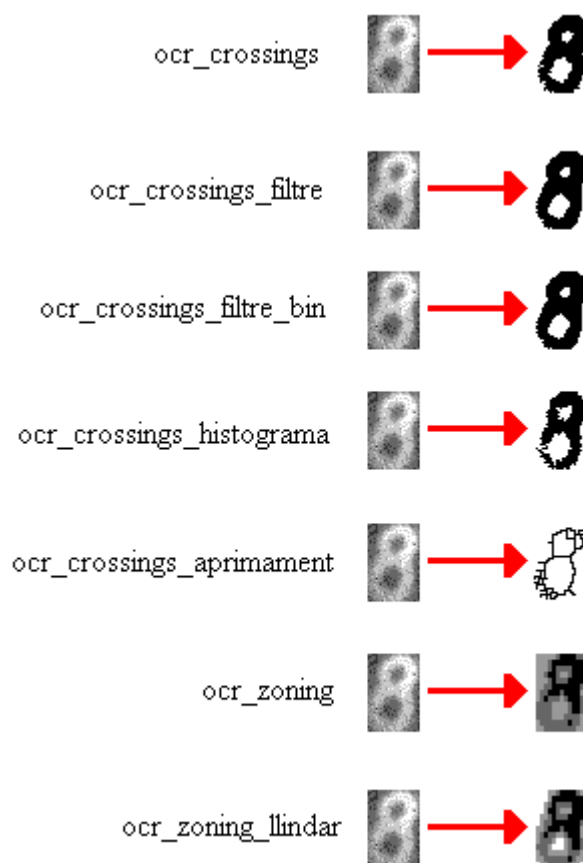 ocr_crossings
ocr_crossings_filtre
ocr_crossings_filtre_bin
ocr_crossings_histograma
ocr_crossings_aprimament
ocr_zoning
ocr_zoning_llindar